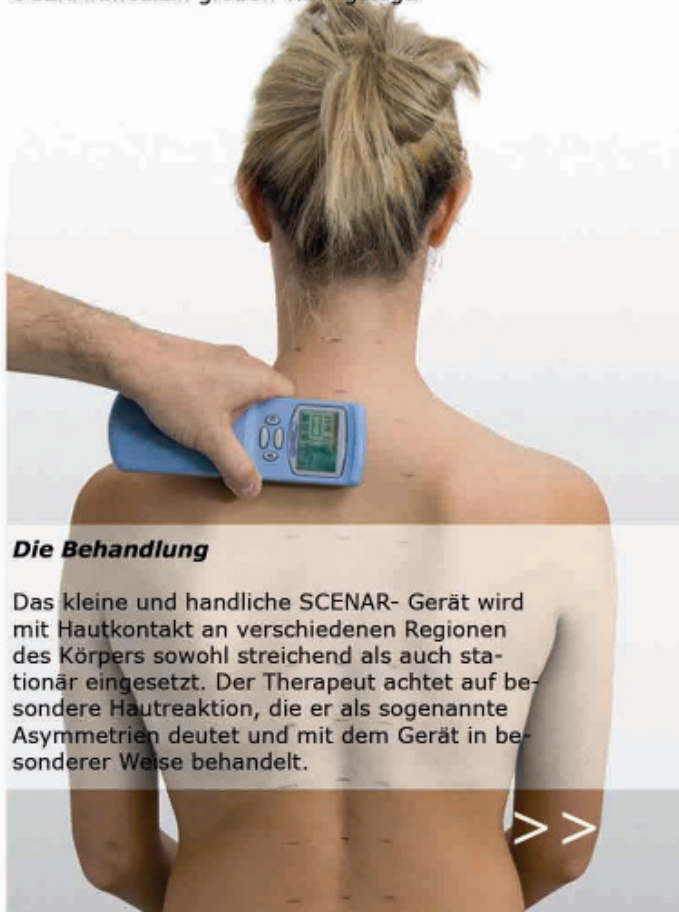 Die Behandlung
Das kleine und handliche SCENAR- Gerät wird
mit Hautkontakt an verschiedenen Regionen
des Körpers sowohl streichend als auch sta-
tionär eingesetzt. Der Therapeut achtet auf be-
sondere Hautreaktion, die er als sogenannte
Asymmetrien deutet und mit dem Gerät in be-
sonderer Weise behandelt.
>>